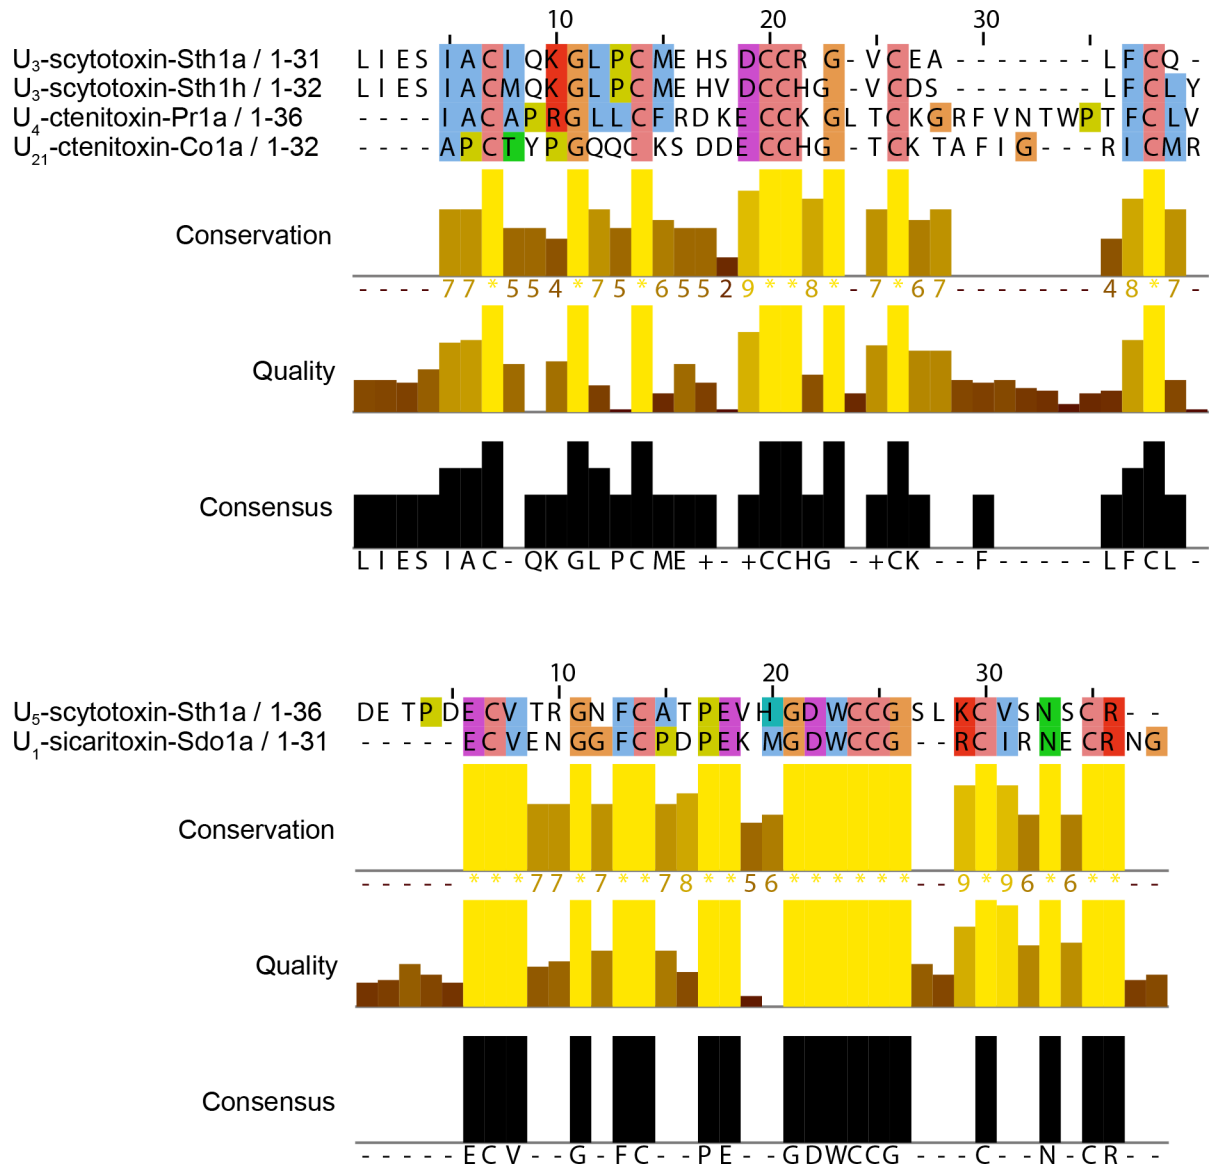 10 20 30
U₃-scytotoxin-Sth1a / 1-31 LIESIACIQKGLPCMEHSDCCRG-VCEA-------LFCQ-
U₃-scytotoxin-Sth1h / 1-32 LIESIACMQKGLPCMEHVDCCHG-VCDS-------LFCLY
U₄-ctenitoxin-Pr1a / 1-36 ----IACAPRGLLCFRDKECCKGLTCKGRFVNTWPTFCLV
U₂₁-ctenitoxin-Co1a / 1-32 ----APCTYPGQQCKSDDECCHG-TCKTAFIG---RICMR
Conservation
----77*554*75*65529**8*-7*67-------48*7-
Quality
Consensus
LIESIAC-QKGLPCME+-+CCHG-+CK--F-----LFCL-
10 20 30
U₅-scytotoxin-Sth1a / 1-36 DETPDECVTRGNFCATPEVHGDWCCGSLKCVSNSCR--
U₁-sicaritoxin-Sdo1a / 1-31 -----ECVENGGFCPDPEKMGDWCCG--RCIRNECRNG
Conservation
-----***77*7**78**56******--9*96*6**--
Quality
Consensus
-----ECV--G-FC--PE--GDWCCG---C--N-CR--